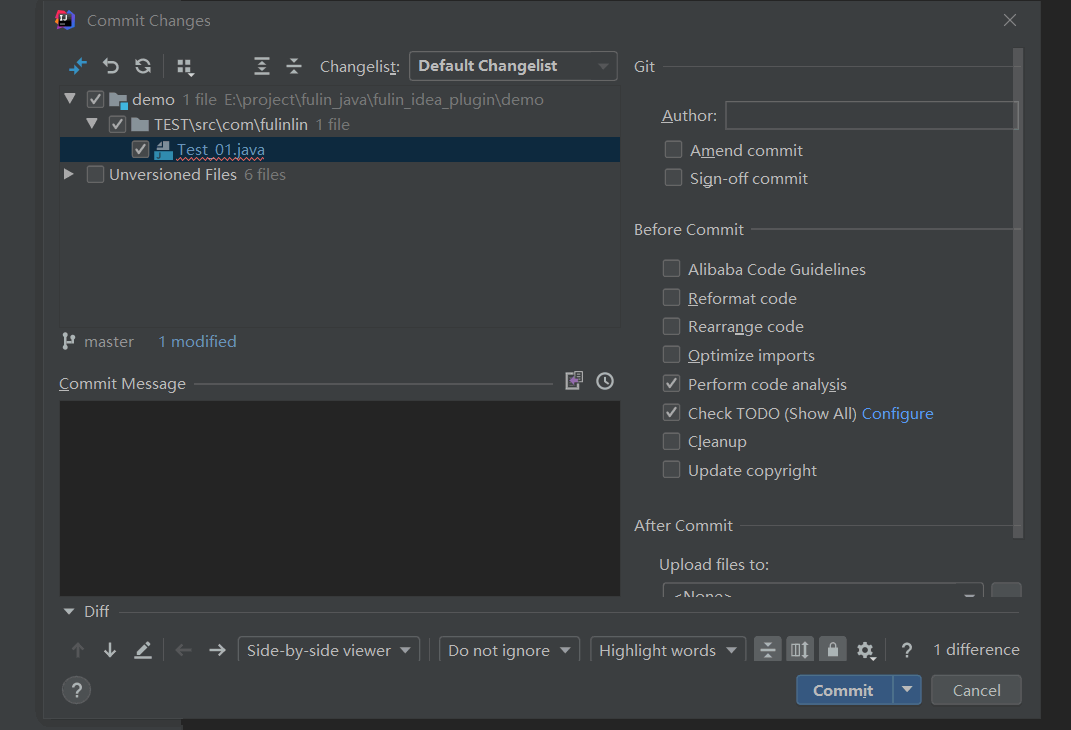 Commit Changes
Changelist: Default Changelist
demo 1 file E:\project\fulin_java\fulin_idea_plugin\demo
TEST\src\com\fulinlin 1 file
Test_01.java
Unversioned Files 6 files
master 1 modified
Commit Message
Git
Author:
Amend commit
Sign-off commit
Before Commit
Alibaba Code Guidelines
Reformat code
Rearrange code
Optimize imports
Perform code analysis
Check TODO (Show All) Configure
Cleanup
Update copyright
After Commit
Upload files to:
<None>
Diff
Side-by-side viewer Do not ignore Highlight words ? 1 difference
? Commit Cancel